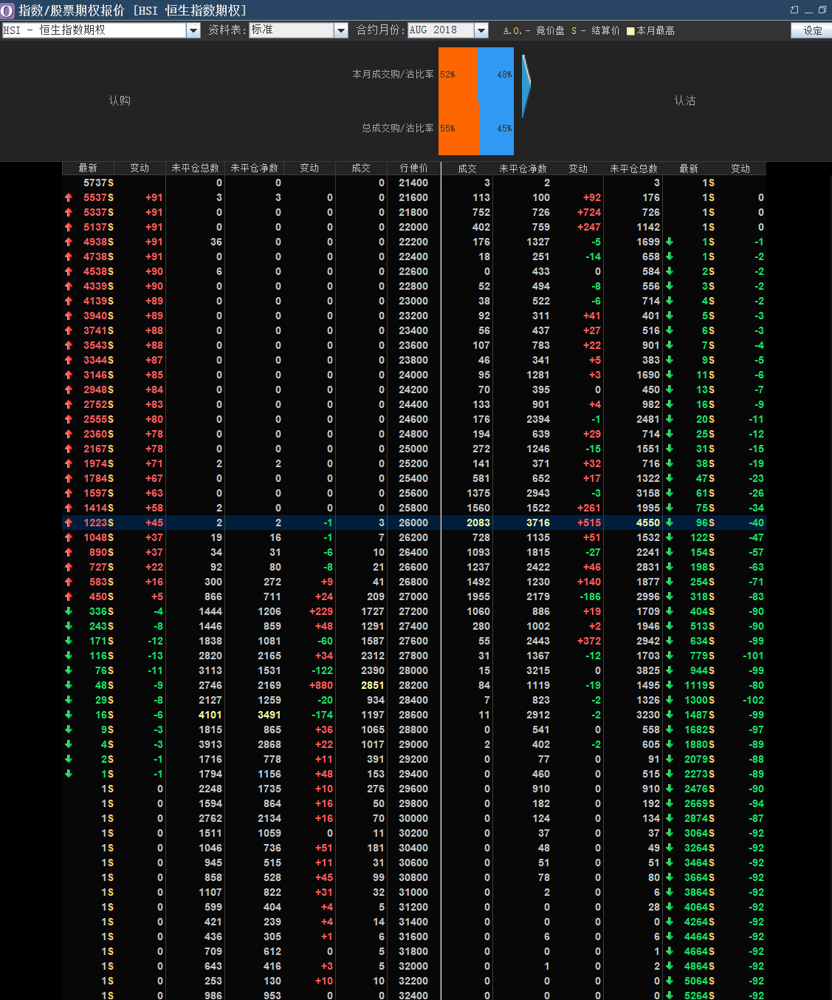 指数/股票期权报价 [HSI 恒生指数期权]
HSI - 恒生指数期权 资料表: 标准 合约月份: AUG 2018 A.O. - 竞价盘 S - 结算价 本月最高 设定
本月成交购/沽比率 52% 48%
认购 认沽
总成交购/沽比率 55% 45%
最新 变动 未平仓总数 未平仓净数 变动 成交 行使价 成交 未平仓净数 变动 未平仓总数 最新 变动
5737S 0 0 0 21400 3 2 3 1S
5537S +91 3 3 0 0 21600 113 100 +92 176 1S 0
5337S +91 0 0 0 0 21800 752 726 +724 726 1S 0
5137S +91 0 0 0 0 22000 402 759 +247 1142 1S 0
4938S +91 36 0 0 0 22200 176 1327 -5 1699 1S -1
4738S +91 0 0 0 0 22400 18 251 -14 658 1S -2
4538S +90 6 0 0 0 22600 0 433 0 584 2S -2
4339S +90 0 0 0 0 22800 52 494 -8 556 3S -2
4139S +89 0 0 0 0 23000 38 522 -6 714 4S -2
3940S +89 0 0 0 0 23200 92 311 +41 401 5S -3
3741S +88 0 0 0 0 23400 56 437 +27 516 6S -3
3543S +88 0 0 0 0 23600 107 783 +22 901 7S -4
3344S +87 0 0 0 0 23800 46 341 +5 383 9S -5
3146S +85 0 0 0 0 24000 95 1281 +3 1690 11S -6
2948S +84 0 0 0 0 24200 70 395 0 450 13S -7
2752S +83 0 0 0 0 24400 133 901 +4 982 16S -9
2555S +80 0 0 0 0 24600 176 2394 -1 2481 20S -11
2360S +78 0 0 0 0 24800 194 639 +29 714 25S -12
2167S +78 0 0 0 0 25000 272 1246 -15 1551 31S -15
1974S +71 2 2 0 0 25200 141 371 +32 716 38S -19
1784S +67 0 0 0 0 25400 581 652 +17 1322 47S -23
1597S +63 0 0 0 0 25600 1375 2943 -3 3158 61S -26
1414S +58 2 0 0 0 25800 1560 1522 +261 1995 75S -34
1223S +45 2 2 -1 3 26000 2083 3716 +515 4550 96S -40
1048S +37 19 16 -1 7 26200 728 1135 +51 1532 122S -47
890S +37 34 31 -6 10 26400 1093 1815 -27 2241 154S -57
727S +22 92 80 -8 21 26600 1237 2422 +46 2831 198S -63
583S +16 300 272 +9 41 26800 1492 1230 +140 1877 254S -71
450S +5 866 711 +24 209 27000 1955 2179 -186 2996 318S -83
336S -4 1444 1206 +229 1727 27200 1060 886 +19 1709 404S -90
243S -8 1446 859 +48 1291 27400 280 1002 +2 1946 513S -90
171S -12 1838 1081 -60 1587 27600 55 2443 +372 2942 634S -99
116S -13 2820 2165 +34 2312 27800 31 1367 -12 1703 779S -101
76S -11 3113 1531 -122 2390 28000 15 3215 0 3825 944S -99
48S -9 2746 2169 +880 2851 28200 84 1119 -19 1495 1119S -80
29S -8 2127 1259 -20 934 28400 7 823 -2 1326 1300S -102
16S -6 4101 3491 -174 1197 28600 11 2912 -2 3230 1487S -99
9S -3 1815 865 +36 1065 28800 0 541 0 558 1682S -97
4S -3 3913 2868 +22 1017 29000 2 402 -2 605 1880S -89
2S -1 1716 778 +11 391 29200 0 77 0 91 2079S -88
1S -1 1794 1156 +48 153 29400 0 460 0 515 2273S -89
1S 0 2248 1735 +10 276 29600 0 910 0 910 2476S -90
1S 0 1594 864 +16 50 29800 0 182 0 192 2669S -94
1S 0 2762 2134 +16 70 30000 0 124 0 134 2874S -87
1S 0 1511 1059 0 11 30200 0 37 0 37 3064S -92
1S 0 1046 736 +51 181 30400 0 48 0 49 3264S -92
1S 0 945 515 +11 31 30600 0 51 0 51 3464S -92
1S 0 858 528 +45 99 30800 0 78 0 80 3664S -92
1S 0 1107 822 +31 32 31000 0 2 0 6 3864S -92
1S 0 599 404 +4 5 31200 0 0 0 28 4064S -92
1S 0 421 239 +4 14 31400 0 0 0 0 4264S -92
1S 0 436 305 +1 6 31600 0 6 0 6 4464S -92
1S 0 709 612 0 5 31800 0 0 0 1 4664S -92
1S 0 643 416 +3 5 32000 0 1 0 2 4864S -92
1S 0 253 130 +10 10 32200 0 0 0 0 5064S -92
1S 0 986 953 0 0 32400 0 0 0 0 5264S -92